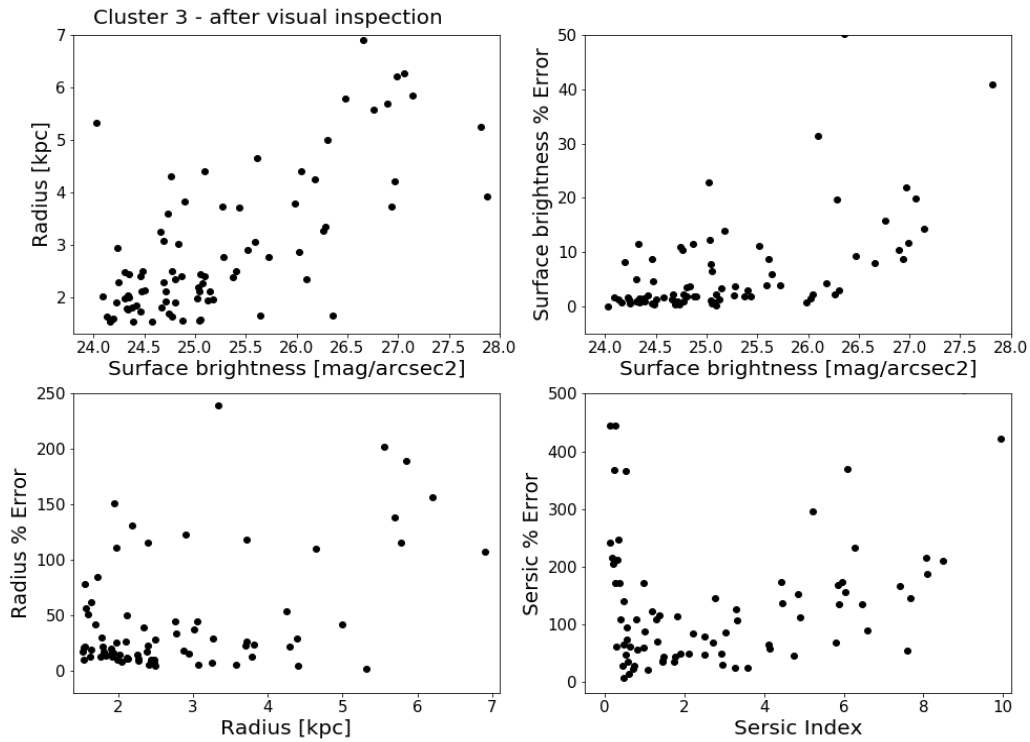 Cluster 3 - after visual inspection
7
6
5
4
3
2
Radius [kpc]
24.0 24.5 25.0 25.5 26.0 26.5 27.0 27.5 28.0
Surface brightness [mag/arcsec2]
50
40
30
20
10
0
Surface brightness % Error
24.0 24.5 25.0 25.5 26.0 26.5 27.0 27.5 28.0
Surface brightness [mag/arcsec2]
250
200
150
100
50
0
Radius % Error
2 3 4 5 6 7
Radius [kpc]
500
400
300
200
100
0
Sersic % Error
0 2 4 6 8 10
Sersic Index